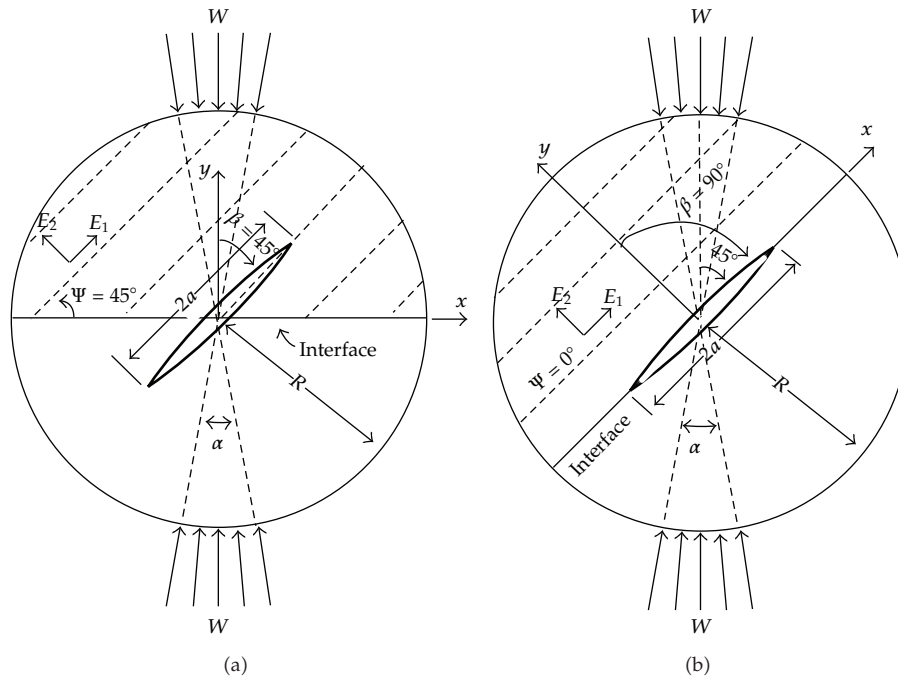 W
y
E₂
E₁
β = 45°
Ψ = 45°
2a
x
Interface
R
α
W
(a)
W
x
y
β = 90°
45°
E₂
E₁
Ψ = 0°
2a
R
Interface
α
W
(b)